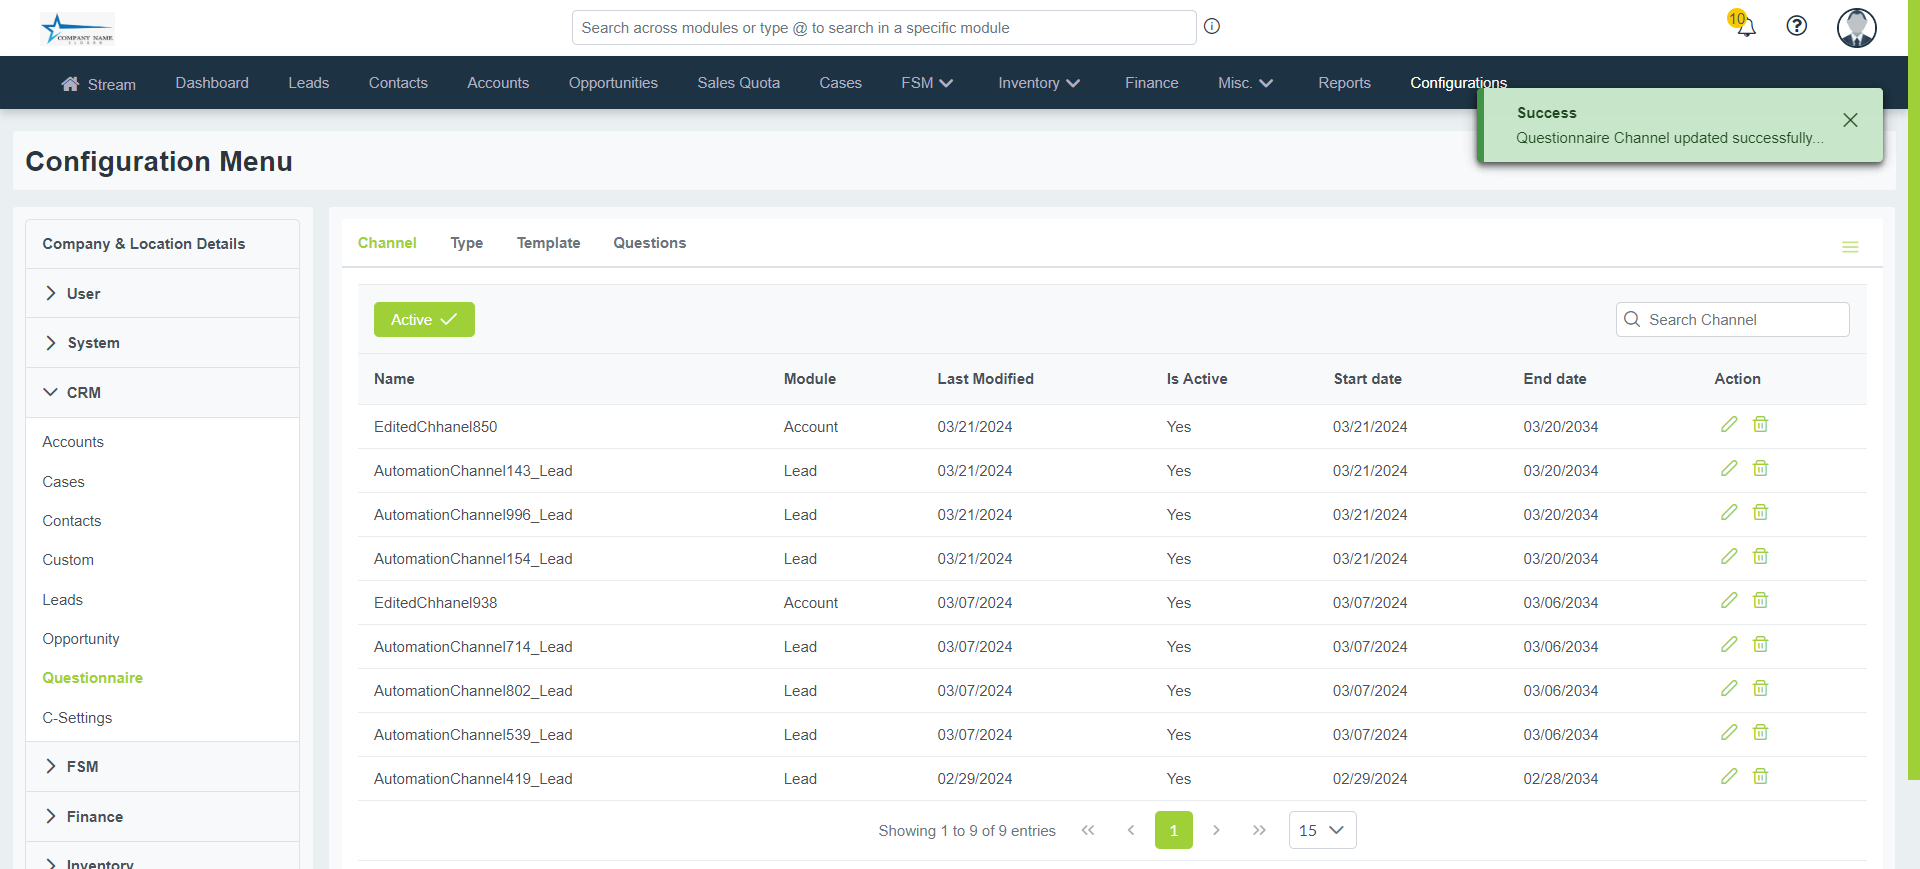 COMPANY NAME
Search across modules or type @ to search in a specific module
10
Stream Dashboard Leads Contacts Accounts Opportunities Sales Quota Cases FSM Inventory Finance Misc. Reports Configurations
Success
Questionnaire Channel updated successfully...
Configuration Menu
Company & Location Details
User
System
CRM
Accounts
Cases
Contacts
Custom
Leads
Opportunity
Questionnaire
C-Settings
FSM
Finance
Inventory
Channel Type Template Questions
Active
Search Channel
Name Module Last Modified Is Active Start date End date Action
EditedChhanel850 Account 03/21/2024 Yes 03/21/2024 03/20/2034
AutomationChannel143_Lead Lead 03/21/2024 Yes 03/21/2024 03/20/2034
AutomationChannel996_Lead Lead 03/21/2024 Yes 03/21/2024 03/20/2034
AutomationChannel154_Lead Lead 03/21/2024 Yes 03/21/2024 03/20/2034
EditedChhanel938 Account 03/07/2024 Yes 03/07/2024 03/06/2034
AutomationChannel714_Lead Lead 03/07/2024 Yes 03/07/2024 03/06/2034
AutomationChannel802_Lead Lead 03/07/2024 Yes 03/07/2024 03/06/2034
AutomationChannel539_Lead Lead 03/07/2024 Yes 03/07/2024 03/06/2034
AutomationChannel419_Lead Lead 02/29/2024 Yes 02/29/2024 02/28/2034
Showing 1 to 9 of 9 entries 1 15